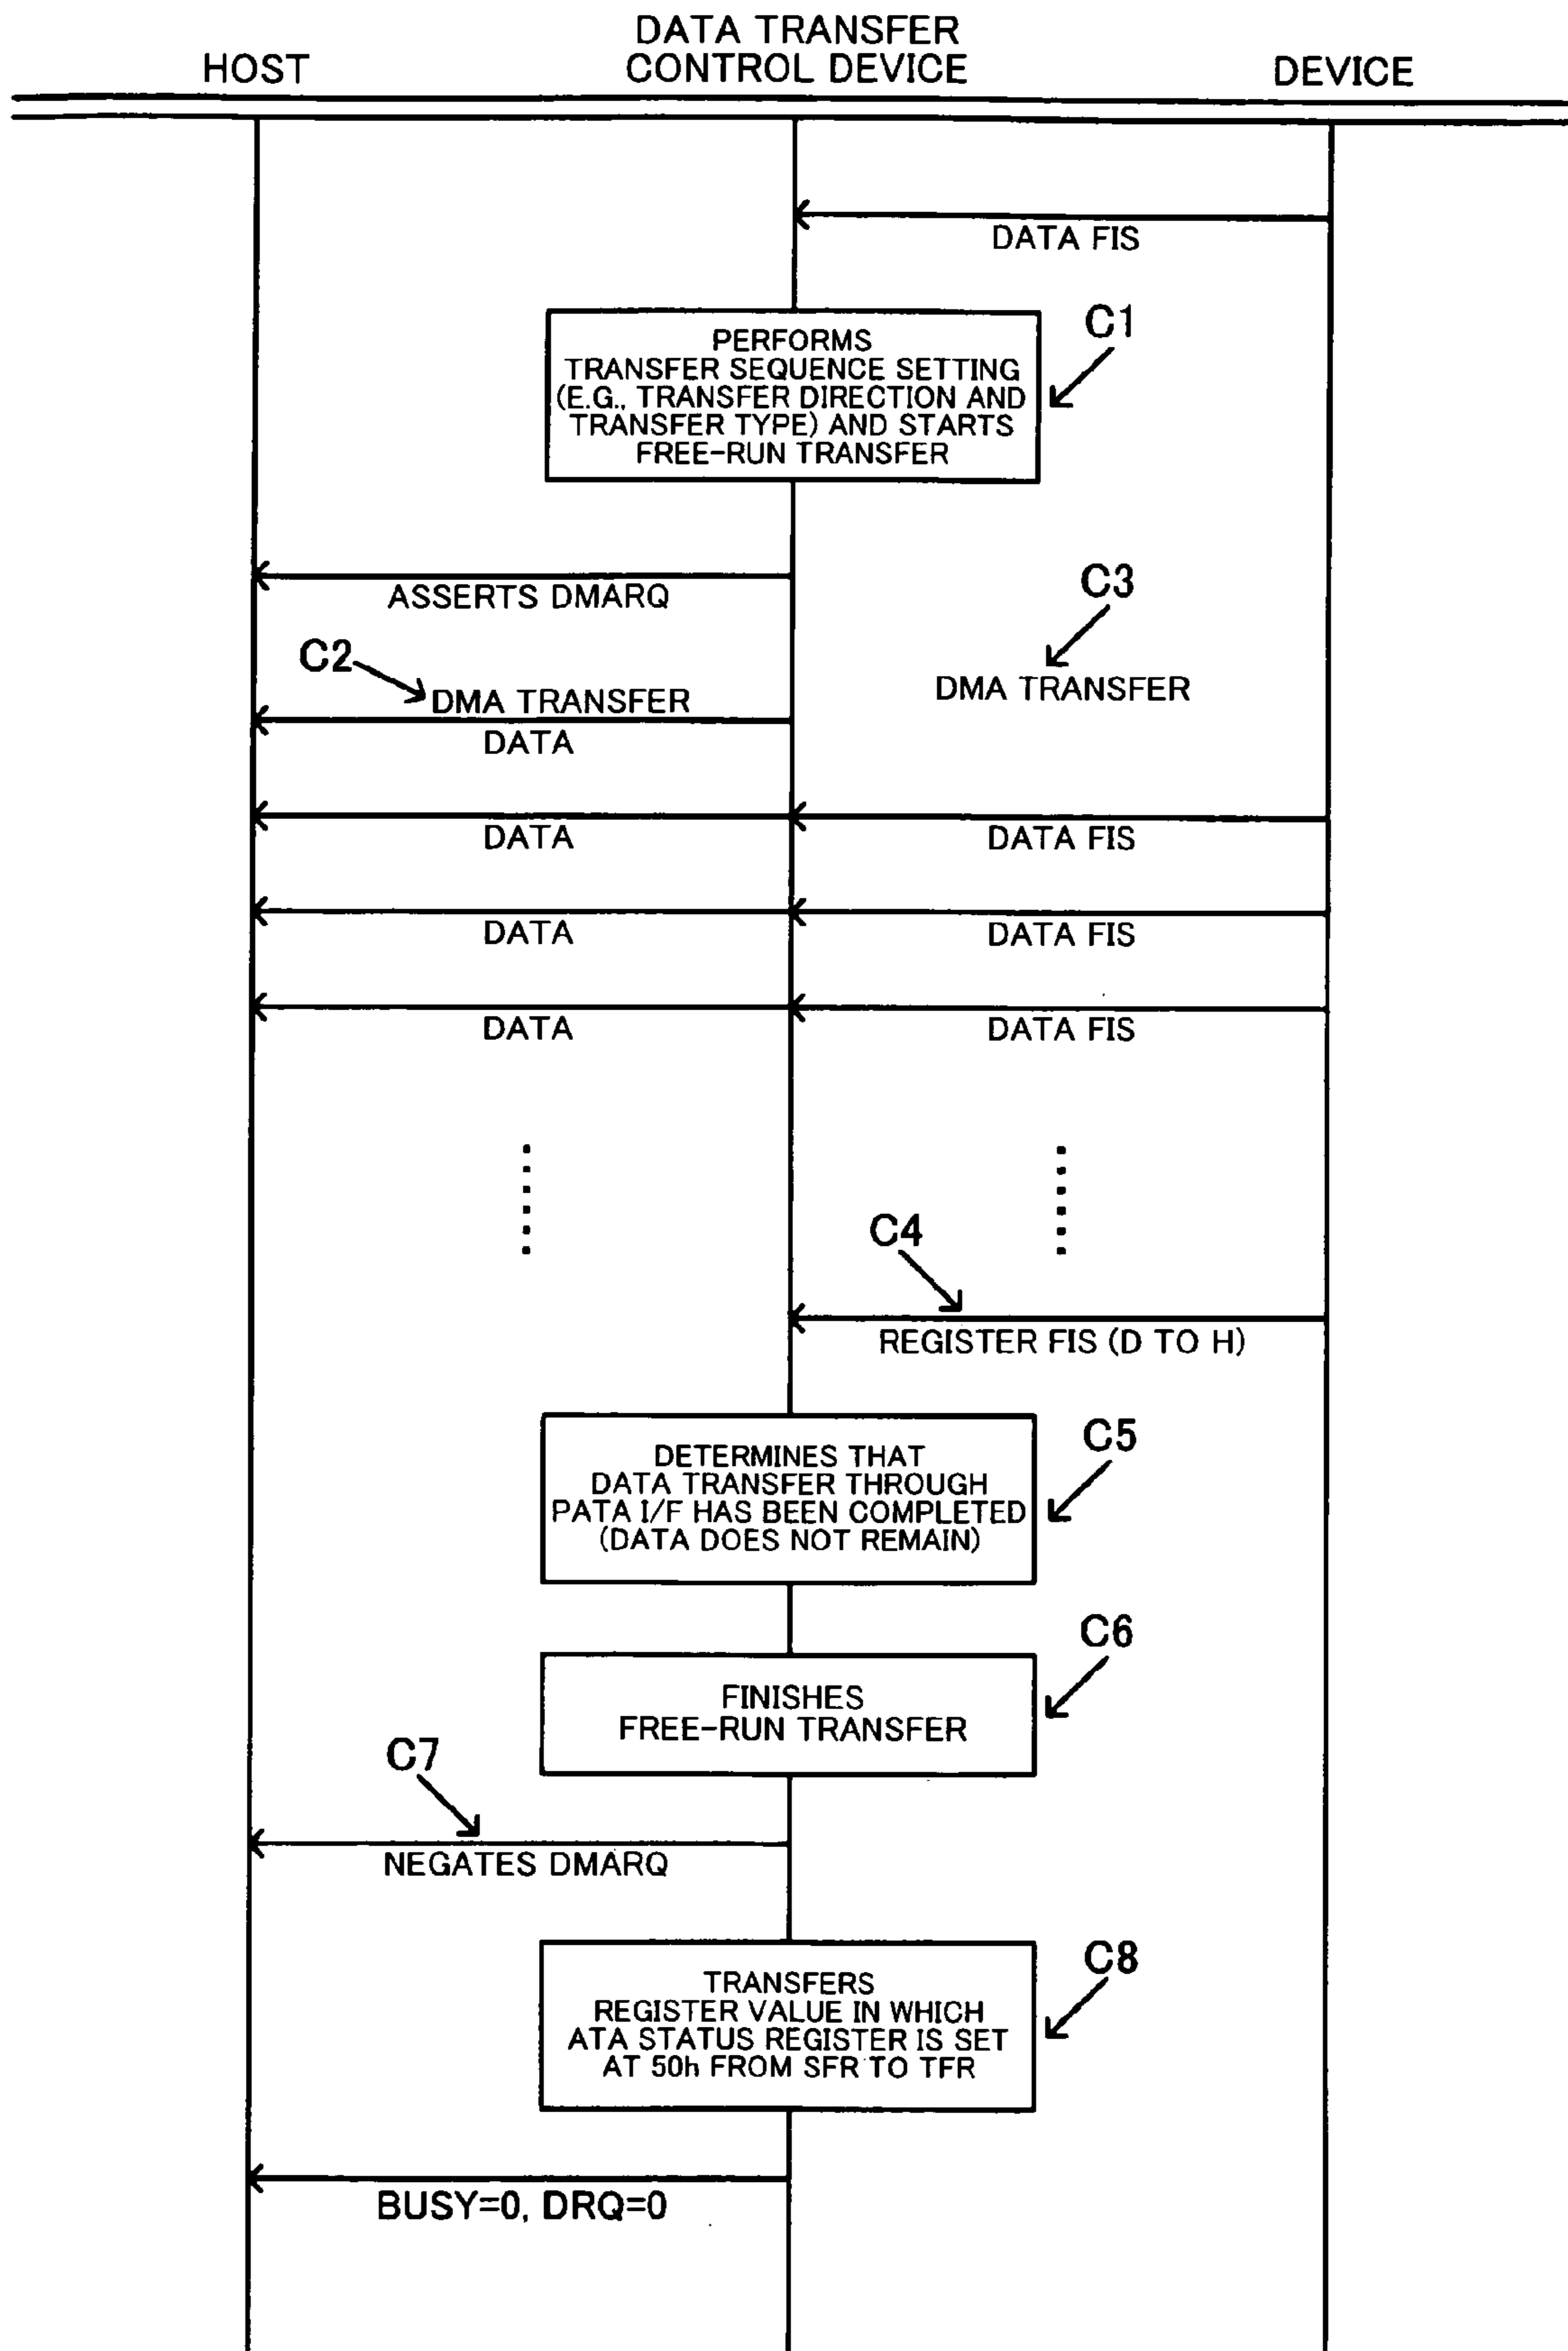 DATA TRANSFER
HOST CONTROL DEVICE DEVICE
DATA FIS
C1
PERFORMS
TRANSFER SEQUENCE SETTING
(E.G., TRANSFER DIRECTION AND
TRANSFER TYPE) AND STARTS
FREE-RUN TRANSFER
ASSERTS DMARQ
C3
C2
DMA TRANSFER DMA TRANSFER
DATA
DATA DATA FIS
DATA DATA FIS
DATA DATA FIS
C4
REGISTER FIS (D TO H)
C5
DETERMINES THAT
DATA TRANSFER THROUGH
PATA I/F HAS BEEN COMPLETED
(DATA DOES NOT REMAIN)
C6
FINISHES
FREE-RUN TRANSFER
C7
NEGATES DMARQ
C8
TRANSFERS
REGISTER VALUE IN WHICH
ATA STATUS REGISTER IS SET
AT 50h FROM SFR TO TFR
BUSY=0, DRQ=0